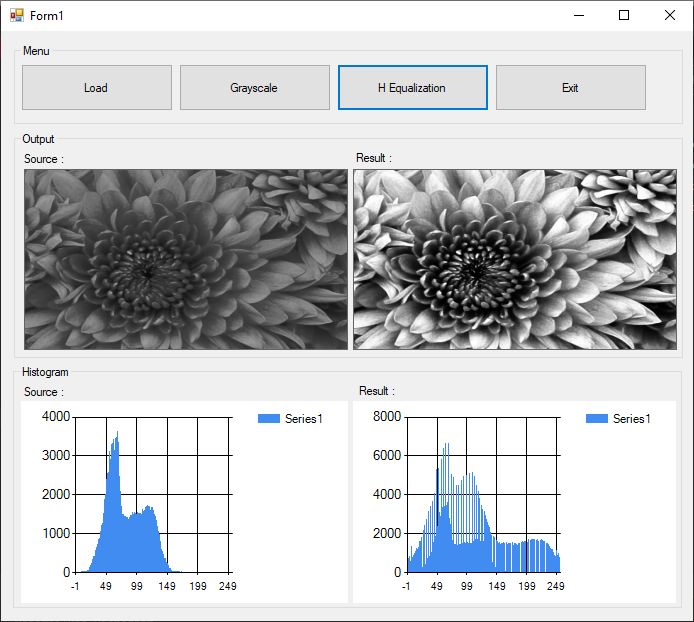 Form1
Menu
Load Grayscale H Equalization Exit
Output
Source : Result :
Histogram
Source : Result :
4000 Series1 8000 Series1
3000 6000
2000 4000
1000 2000
0 0
-1 49 99 149 199 249 -1 49 99 149 199 249